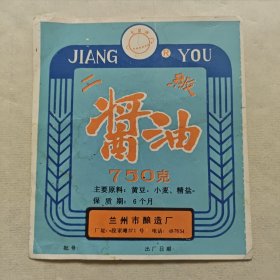 JIANG ® YOU
二 级
醬油
750克
主要原料：黄豆、小麦、精盐。
保质期：6个月
兰州市酿造厂
批号 出厂日期